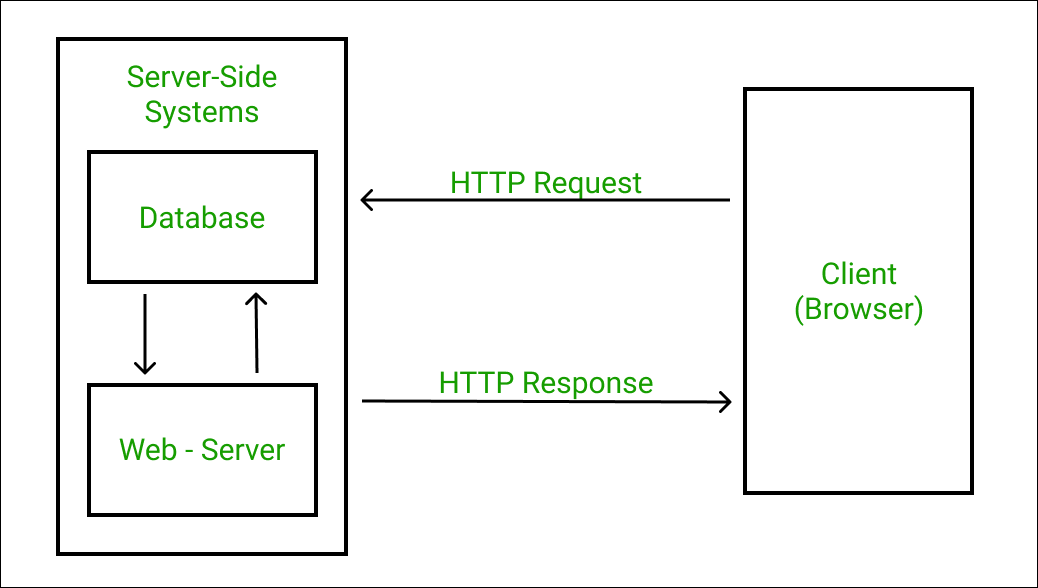 Server-Side
Systems
Database
Web - Server
HTTP Request
HTTP Response
Client
(Browser)